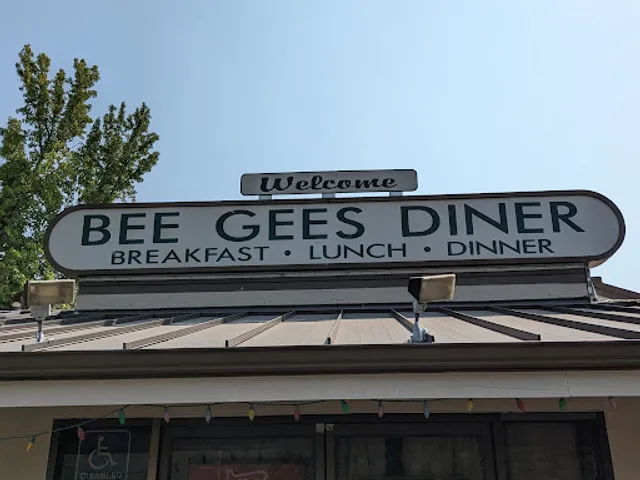 Welcome
BEE GEES DINER
BREAKFAST • LUNCH • DINNER
DISABLED